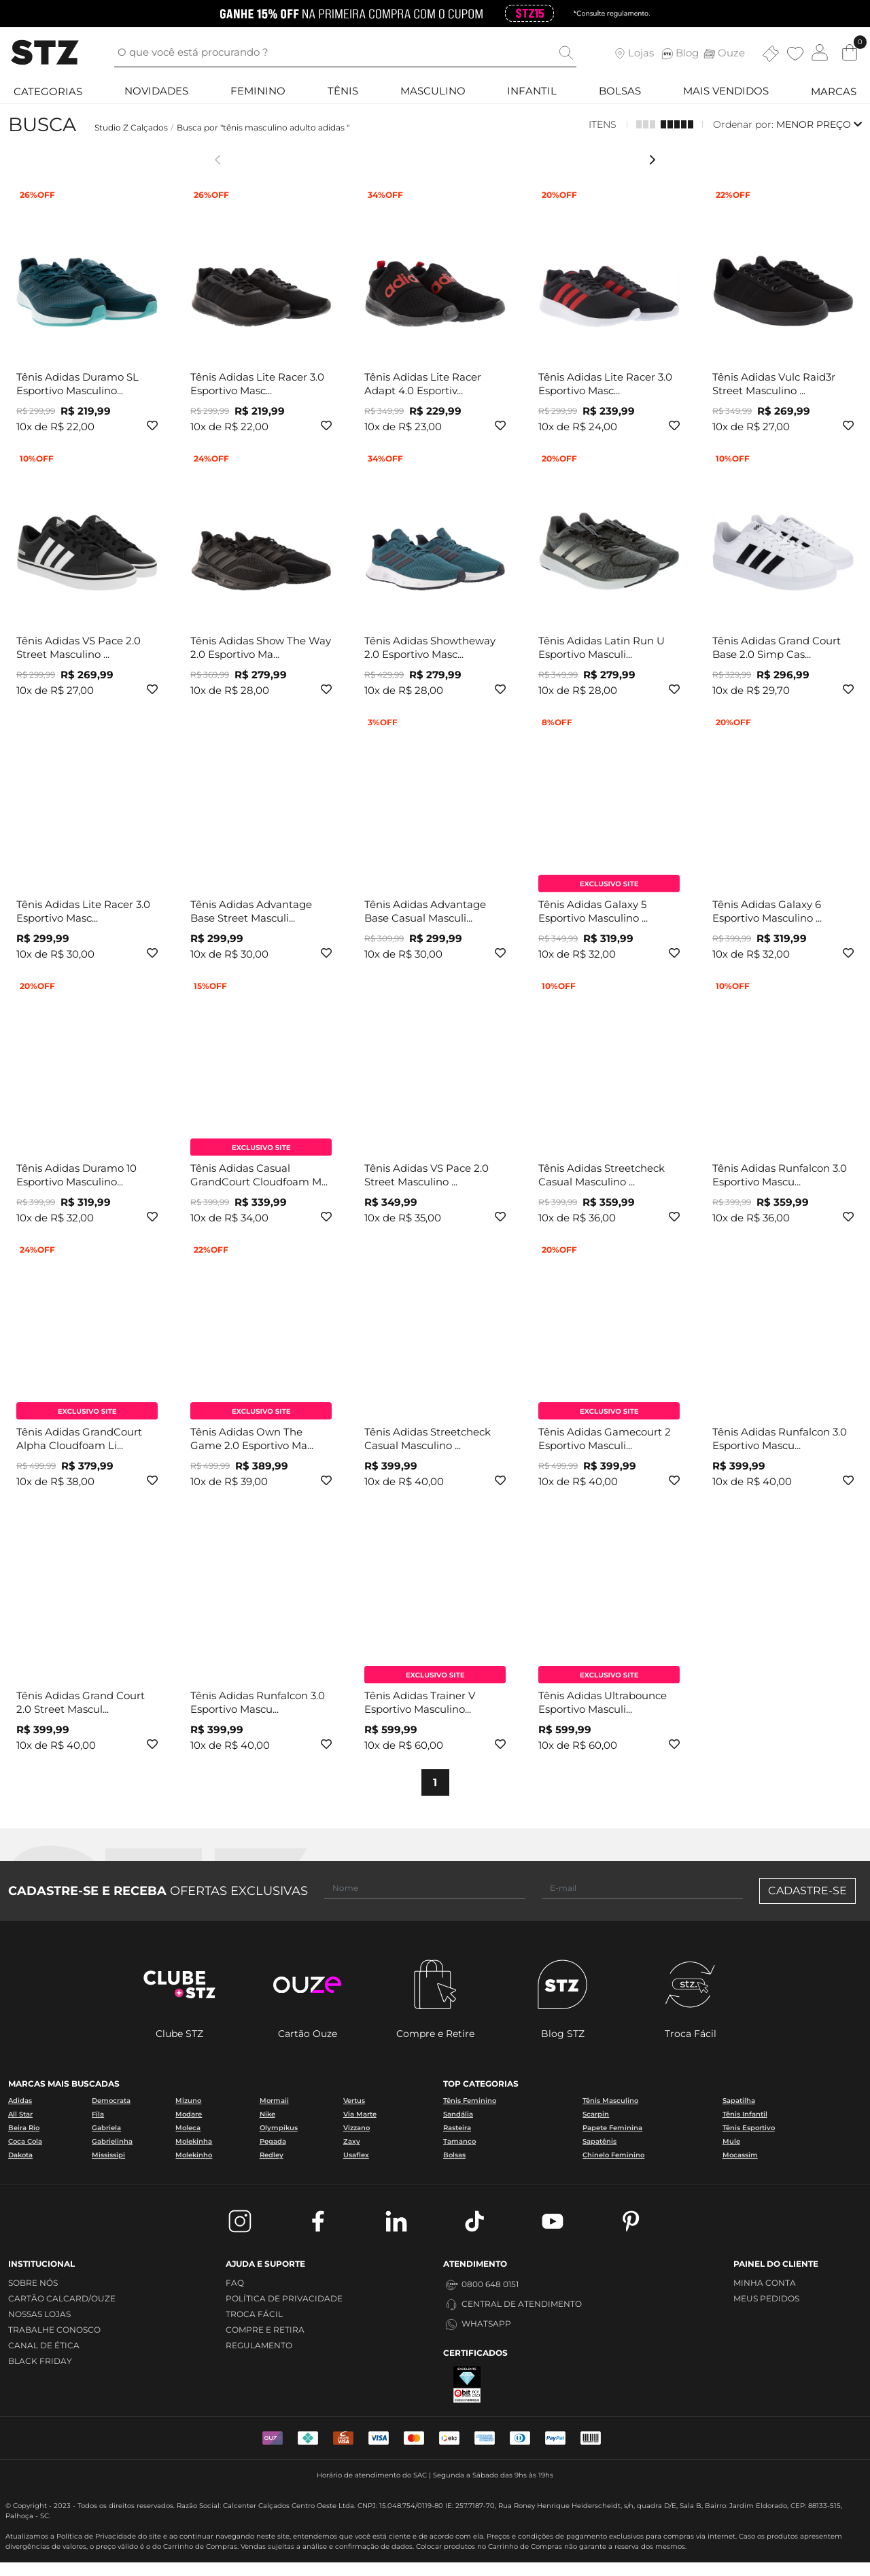 GANHE 15% OFF NA PRIMEIRA COMPRA COM O CUPOM STZ15 *Consulte regulamento.
STZ O que você está procurando ? Lojas Blog Ouze 0
CATEGORIAS NOVIDADES FEMININO TÊNIS MASCULINO INFANTIL BOLSAS MAIS VENDIDOS MARCAS
BUSCA Studio Z Calçados / Busca por "tênis masculino adulto adidas " ITENS Ordenar por: MENOR PREÇO
26%OFF 26%OFF 34%OFF 20%OFF 22%OFF
Tênis Adidas Duramo SL Tênis Adidas Lite Racer 3.0 Tênis Adidas Lite Racer Tênis Adidas Lite Racer 3.0 Tênis Adidas Vulc Raid3r
Esportivo Masculino... Esportivo Masc... Adapt 4.0 Esportiv... Esportivo Masc... Street Masculino ...
R$ 299,99 R$ 219,99 R$ 299,99 R$ 219,99 R$ 349,99 R$ 229,99 R$ 299,99 R$ 239,99 R$ 349,99 R$ 269,99
10x de R$ 22,00 10x de R$ 22,00 10x de R$ 23,00 10x de R$ 24,00 10x de R$ 27,00
10%OFF 24%OFF 34%OFF 20%OFF 10%OFF
Tênis Adidas VS Pace 2.0 Tênis Adidas Show The Way Tênis Adidas Showtheway Tênis Adidas Latin Run U Tênis Adidas Grand Court
Street Masculino ... 2.0 Esportivo Ma... 2.0 Esportivo Masc... Esportivo Masculi... Base 2.0 Simp Cas...
R$ 299,99 R$ 269,99 R$ 369,99 R$ 279,99 R$ 429,99 R$ 279,99 R$ 349,99 R$ 279,99 R$ 329,99 R$ 296,99
10x de R$ 27,00 10x de R$ 28,00 10x de R$ 28,00 10x de R$ 28,00 10x de R$ 29,70
3%OFF 8%OFF 20%OFF
EXCLUSIVO SITE
Tênis Adidas Lite Racer 3.0 Tênis Adidas Advantage Tênis Adidas Advantage Tênis Adidas Galaxy 5 Tênis Adidas Galaxy 6
Esportivo Masc... Base Street Masculi... Base Casual Masculi... Esportivo Masculino ... Esportivo Masculino ...
R$ 299,99 R$ 299,99 R$ 309,99 R$ 299,99 R$ 349,99 R$ 319,99 R$ 399,99 R$ 319,99
10x de R$ 30,00 10x de R$ 30,00 10x de R$ 30,00 10x de R$ 32,00 10x de R$ 32,00
20%OFF 15%OFF 10%OFF 10%OFF
EXCLUSIVO SITE
Tênis Adidas Duramo 10 Tênis Adidas Casual Tênis Adidas VS Pace 2.0 Tênis Adidas Streetcheck Tênis Adidas Runfalcon 3.0
Esportivo Masculino... GrandCourt Cloudfoam M... Street Masculino ... Casual Masculino ... Esportivo Mascu...
R$ 399,99 R$ 319,99 R$ 399,99 R$ 339,99 R$ 349,99 R$ 399,99 R$ 359,99 R$ 399,99 R$ 359,99
10x de R$ 32,00 10x de R$ 34,00 10x de R$ 35,00 10x de R$ 36,00 10x de R$ 36,00
24%OFF 22%OFF 20%OFF
EXCLUSIVO SITE EXCLUSIVO SITE EXCLUSIVO SITE
Tênis Adidas GrandCourt Tênis Adidas Own The Tênis Adidas Streetcheck Tênis Adidas Gamecourt 2 Tênis Adidas Runfalcon 3.0
Alpha Cloudfoam Li... Game 2.0 Esportivo Ma... Casual Masculino ... Esportivo Masculi... Esportivo Mascu...
R$ 499,99 R$ 379,99 R$ 499,99 R$ 389,99 R$ 399,99 R$ 499,99 R$ 399,99 R$ 399,99
10x de R$ 38,00 10x de R$ 39,00 10x de R$ 40,00 10x de R$ 40,00 10x de R$ 40,00
EXCLUSIVO SITE EXCLUSIVO SITE
Tênis Adidas Grand Court Tênis Adidas Runfalcon 3.0 Tênis Adidas Trainer V Tênis Adidas Ultrabounce
2.0 Street Mascul... Esportivo Mascu... Esportivo Masculino... Esportivo Masculi...
R$ 399,99 R$ 399,99 R$ 599,99 R$ 599,99
10x de R$ 40,00 10x de R$ 40,00 10x de R$ 60,00 10x de R$ 60,00
1
CADASTRE-SE E RECEBA OFERTAS EXCLUSIVAS Nome E-mail CADASTRE-SE
CLUBE STZ OUZE STZ stz.
Clube STZ Cartão Ouze Compre e Retire Blog STZ Troca Fácil
MARCAS MAIS BUSCADAS TOP CATEGORIAS
Adidas Democrata Mizuno Mormaii Vertus Tênis Feminino Tênis Masculino Sapatilha
All Star Fila Modare Nike Via Marte Sandália Scarpin Tênis Infantil
Beira Rio Gabriela Moleca Olympikus Vizzano Rasteira Papete Feminina Tênis Esportivo
Coca Cola Gabrielinha Molekinha Pegada Zaxy Tamanco Sapatênis Mule
Dakota Mississipi Molekinho Redley Usaflex Bolsas Chinelo Feminino Mocassim
INSTITUCIONAL AJUDA E SUPORTE ATENDIMENTO PAINEL DO CLIENTE
SOBRE NÓS FAQ 0800 648 0151 MINHA CONTA
CARTÃO CALCARD/OUZE POLÍTICA DE PRIVACIDADE CENTRAL DE ATENDIMENTO MEUS PEDIDOS
NOSSAS LOJAS TROCA FÁCIL WHATSAPP
TRABALHE CONOSCO COMPRE E RETIRA
CANAL DE ÉTICA REGULAMENTO CERTIFICADOS
BLACK FRIDAY
Horário de atendimento do SAC | Segunda a Sábado das 9hs às 19hs
© Copyright - 2023 - Todos os direitos reservados. Razão Social: Calcenter Calçados Centro Oeste Ltda. CNPJ: 15.048.754/0119-80 IE: 257.7187-70, Rua Roney Henrique Heiderscheidt, s/n, quadra D/E, Sala B, Bairro: Jardim Eldorado, CEP: 88133-515,
Palhoça - SC.
Atualizamos a Política de Privacidade do site e ao continuar navegando neste site, entendemos que você está ciente e de acordo com ela. Preços e condições de pagamento exclusivos para compras via internet. Caso os produtos apresentem
divergências de valores, o preço válido é o do Carrinho de Compras. Vendas sujeitas a análise e confirmação de dados. Colocar produtos no Carrinho de Compras não garante a reserva dos mesmos.